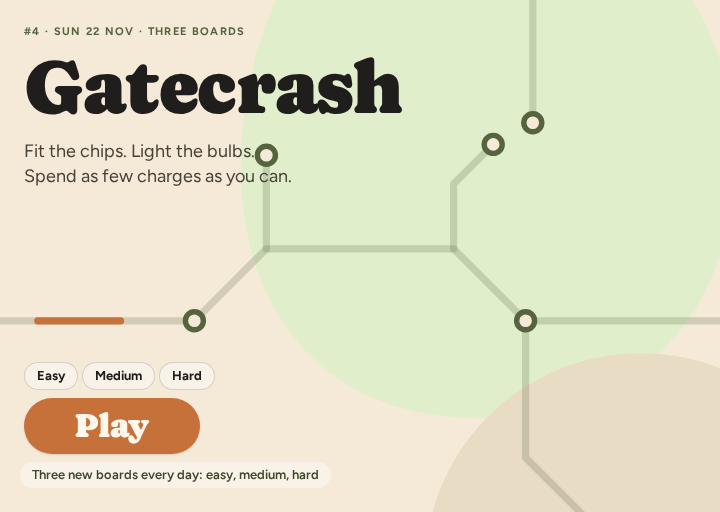 #4 · SUN 22 NOV · THREE BOARDS
Gatecrash
Fit the chips. Light the bulbs.
Spend as few charges as you can.
Easy Medium Hard
Play
Three new boards every day: easy, medium, hard